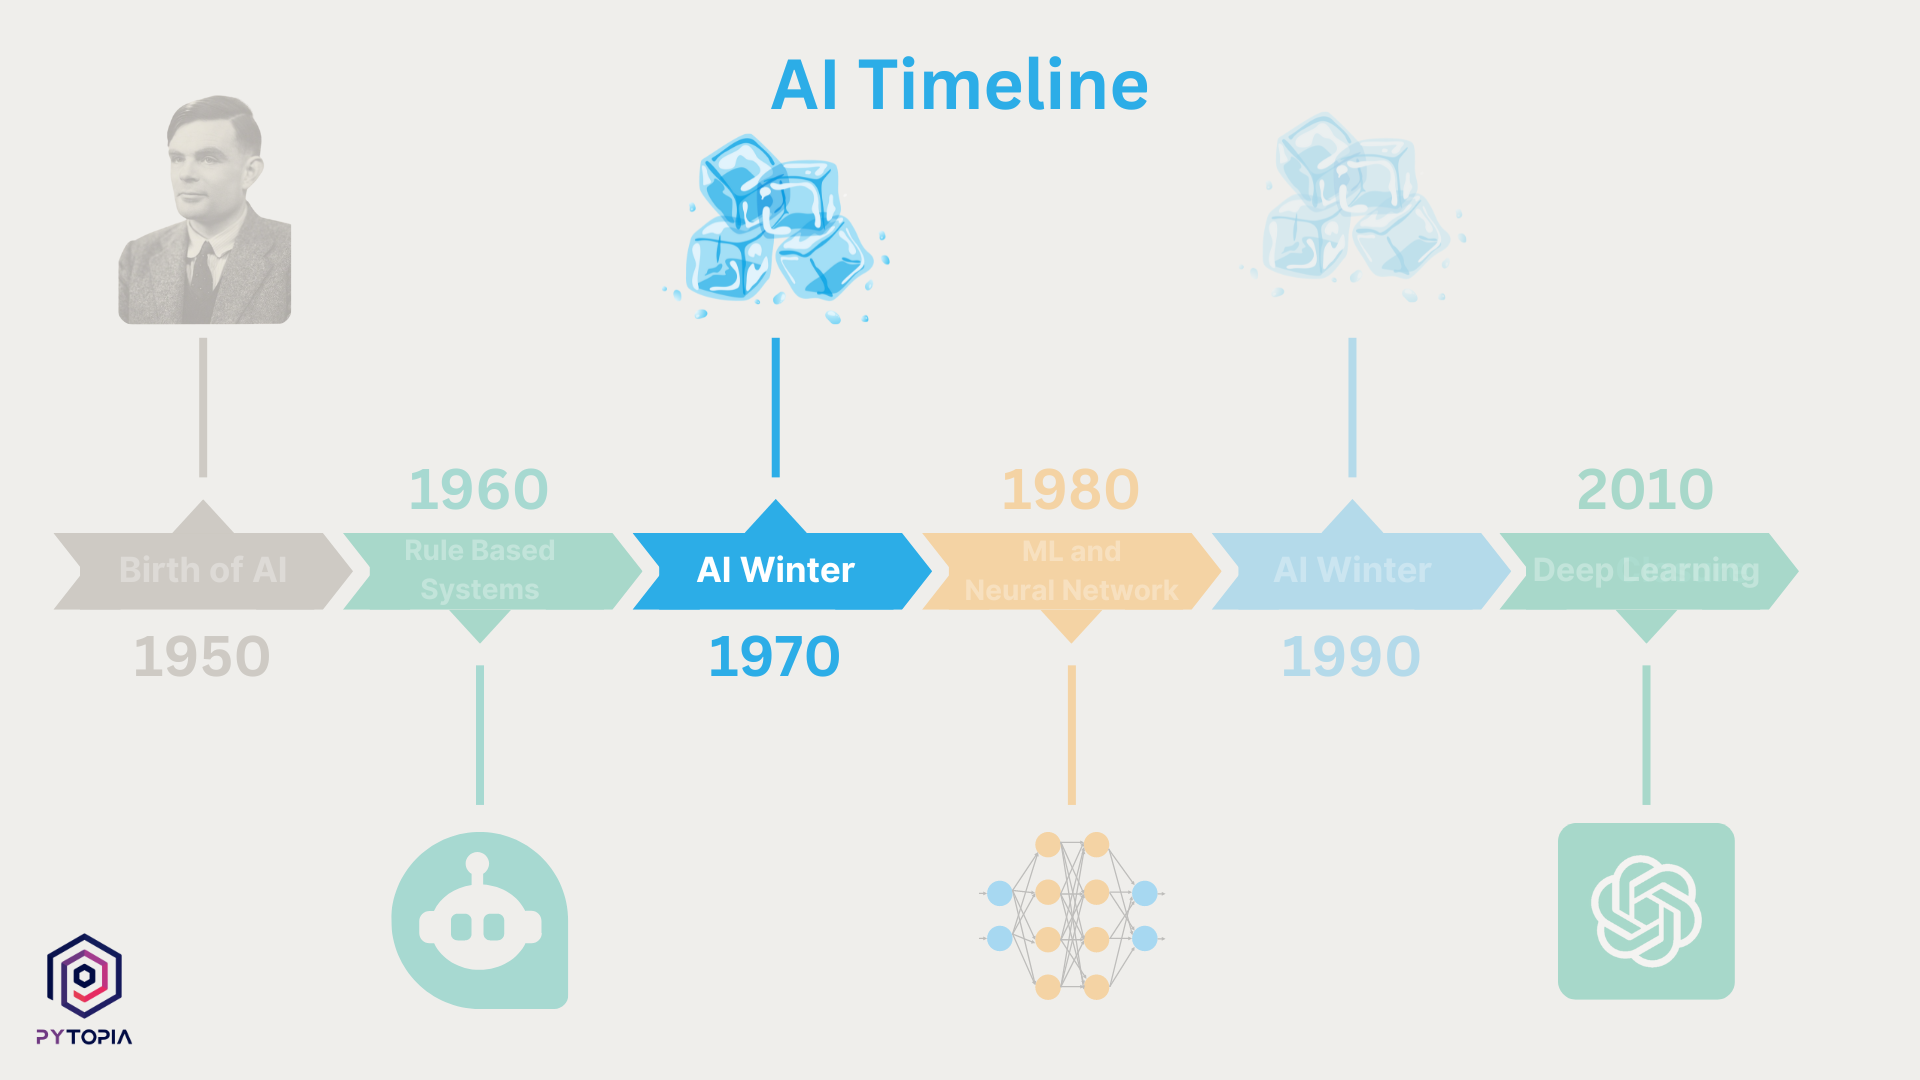 AI Timeline
1960
1980
2010
Birth of AI
Rule Based
Systems
AI Winter
ML and
Neural Network
AI Winter
Deep Learning
1950
1970
1990
PYTOPIA